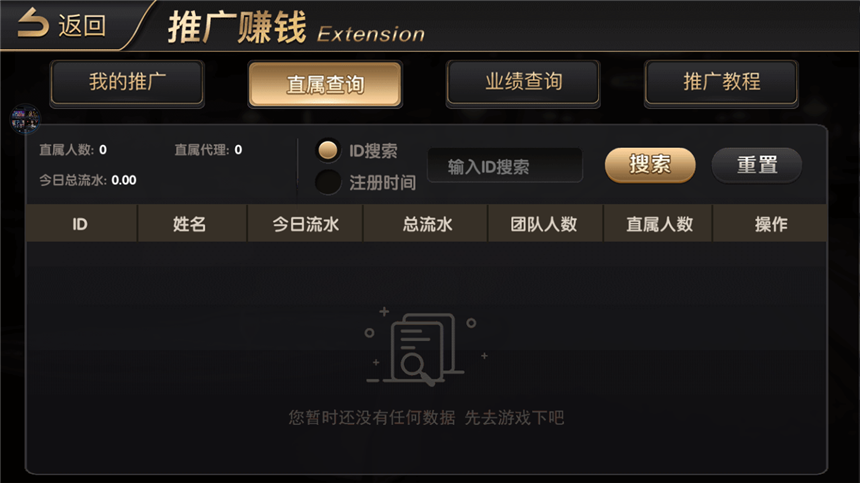 返回
推广赚钱 Extension
我的推广 直属查询 业绩查询 推广教程
直属人数: 0 直属代理: 0
今日总流水: 0.00
ID搜索
注册时间
输入ID搜索 搜索 重置
ID 姓名 今日流水 总流水 团队人数 直属人数 操作
您暂时还没有任何数据 先去游戏下吧